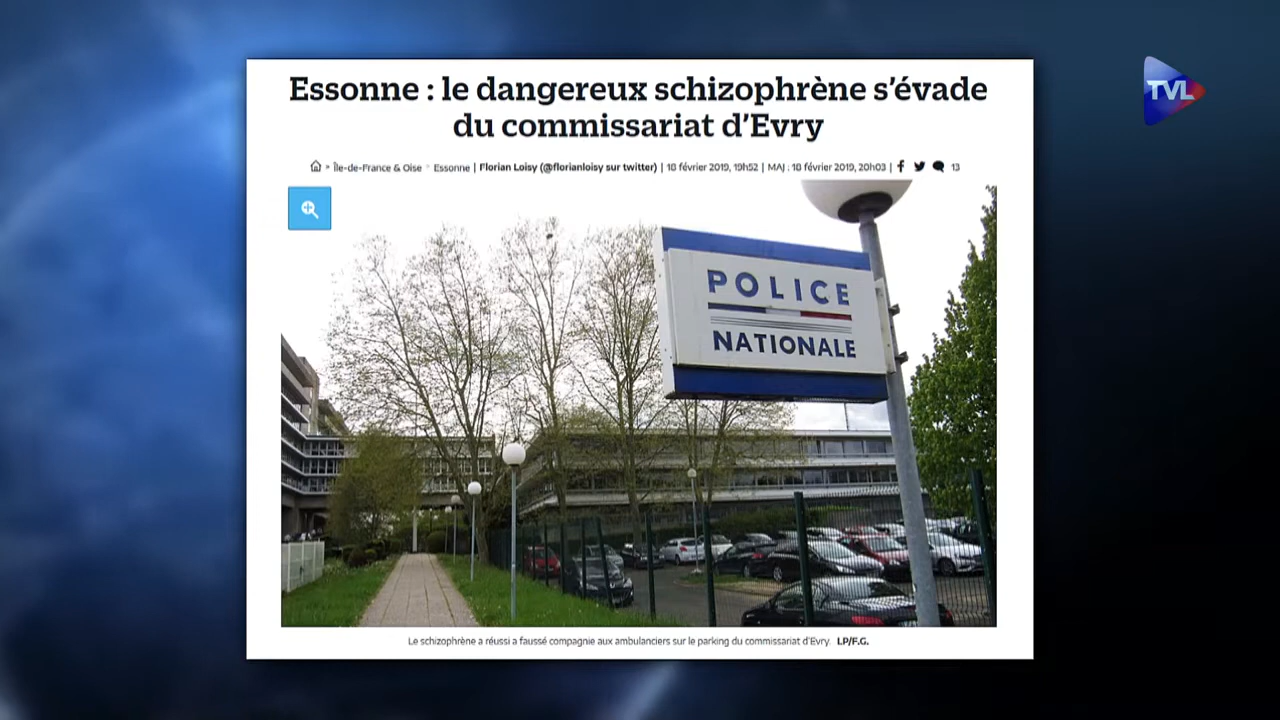 TVL
Essonne : le dangereux schizophrène s’évade
du commissariat d’Evry
> Île-de-France & Oise > Essonne | Florian Loisy (@florianloisy sur twitter) | 18 février 2019, 19h52 | MAJ : 18 février 2019, 20h03 | 13
POLICE
NATIONALE
Le schizophrène a réussi a faussé compagnie aux ambulanciers sur le parking du commissariat d’Evry. LP/F.G.